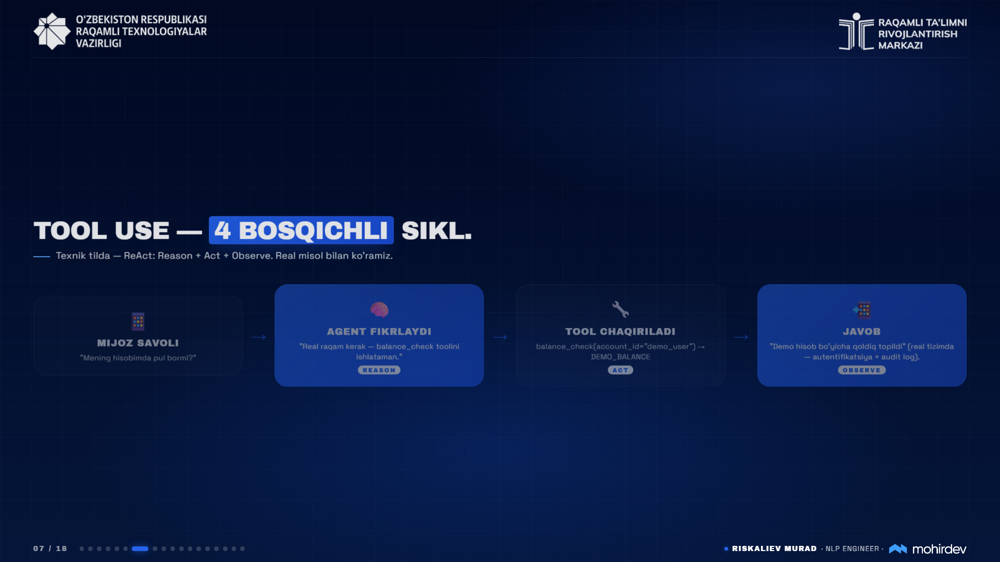 O'ZBEKISTON RESPUBLIKASI
RAQAMLI TEXNOLOGIYALAR
VAZIRLIGI
RAQAMLI TA’LIMNI
RIVOJLANTIRISH
MARKAZI
TOOL USE — 4 BOSQICHLI SIKL.
Texnik tilda — ReAct: Reason + Act + Observe. Real misol bilan ko‘ramiz.
MIJOZ SAVOLI
"Mening hisobimda pul bormi?"
→
AGENT FIKRLAYDI
"Real raqam kerak — balance_check toolini
ishlataman."
REASON
→
TOOL CHAQIRILADI
balance_check(account_id="demo_user") →
DEMO_BALANCE
ACT
→
JAVOB
"Demo hisob bo‘yicha qoldiq topildi" (real tizimda
— autentifikatsiya + audit log).
OBSERVE
07 / 18
RISKALIEV MURAD · NLP ENGINEER ·
mohirdev